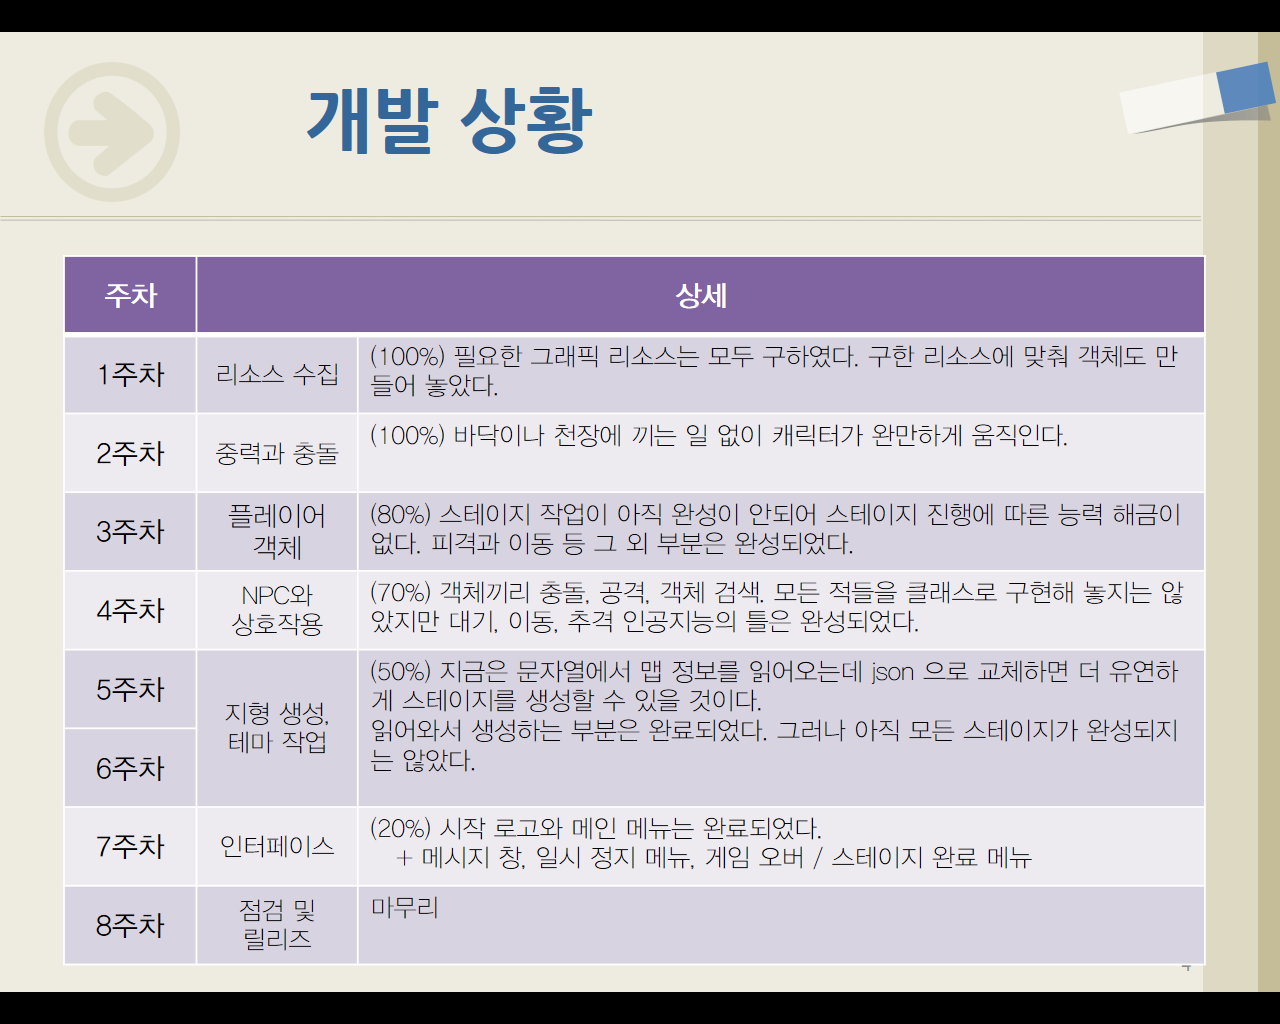 개발 상황
주차
상세
1주차
리소스 수집
(100%) 필요한 그래픽 리소스는 모두 구하였다. 구한 리소스에 맞춰 객체도 만
들어 놓았다.
2주차
중력과 충돌
(100%) 바닥이나 천장에 끼는 일 없이 캐릭터가 완만하게 움직인다.
3주차
플레이어
객체
(80%) 스테이지 작업이 아직 완성이 안되어 스테이지 진행에 따른 능력 해금이
없다. 피격과 이동 등 그 외 부분은 완성되었다.
4주차
NPC와
상호작용
(70%) 객체끼리 충돌, 공격, 객체 검색. 모든 적들을 클래스로 구현해 놓지는 않
았지만 대기, 이동, 추격 인공지능의 틀은 완성되었다.
5주차
6주차
지형 생성,
테마 작업
(50%) 지금은 문자열에서 맵 정보를 읽어오는데 json 으로 교체하면 더 유연하
게 스테이지를 생성할 수 있을 것이다.
읽어와서 생성하는 부분은 완료되었다. 그러나 아직 모든 스테이지가 완성되지
는 않았다.
7주차
인터페이스
(20%) 시작 로고와 메인 메뉴는 완료되었다.
+ 메시지 창, 일시 정지 메뉴, 게임 오버 / 스테이지 완료 메뉴
8주차
점검 및
릴리즈
마무리